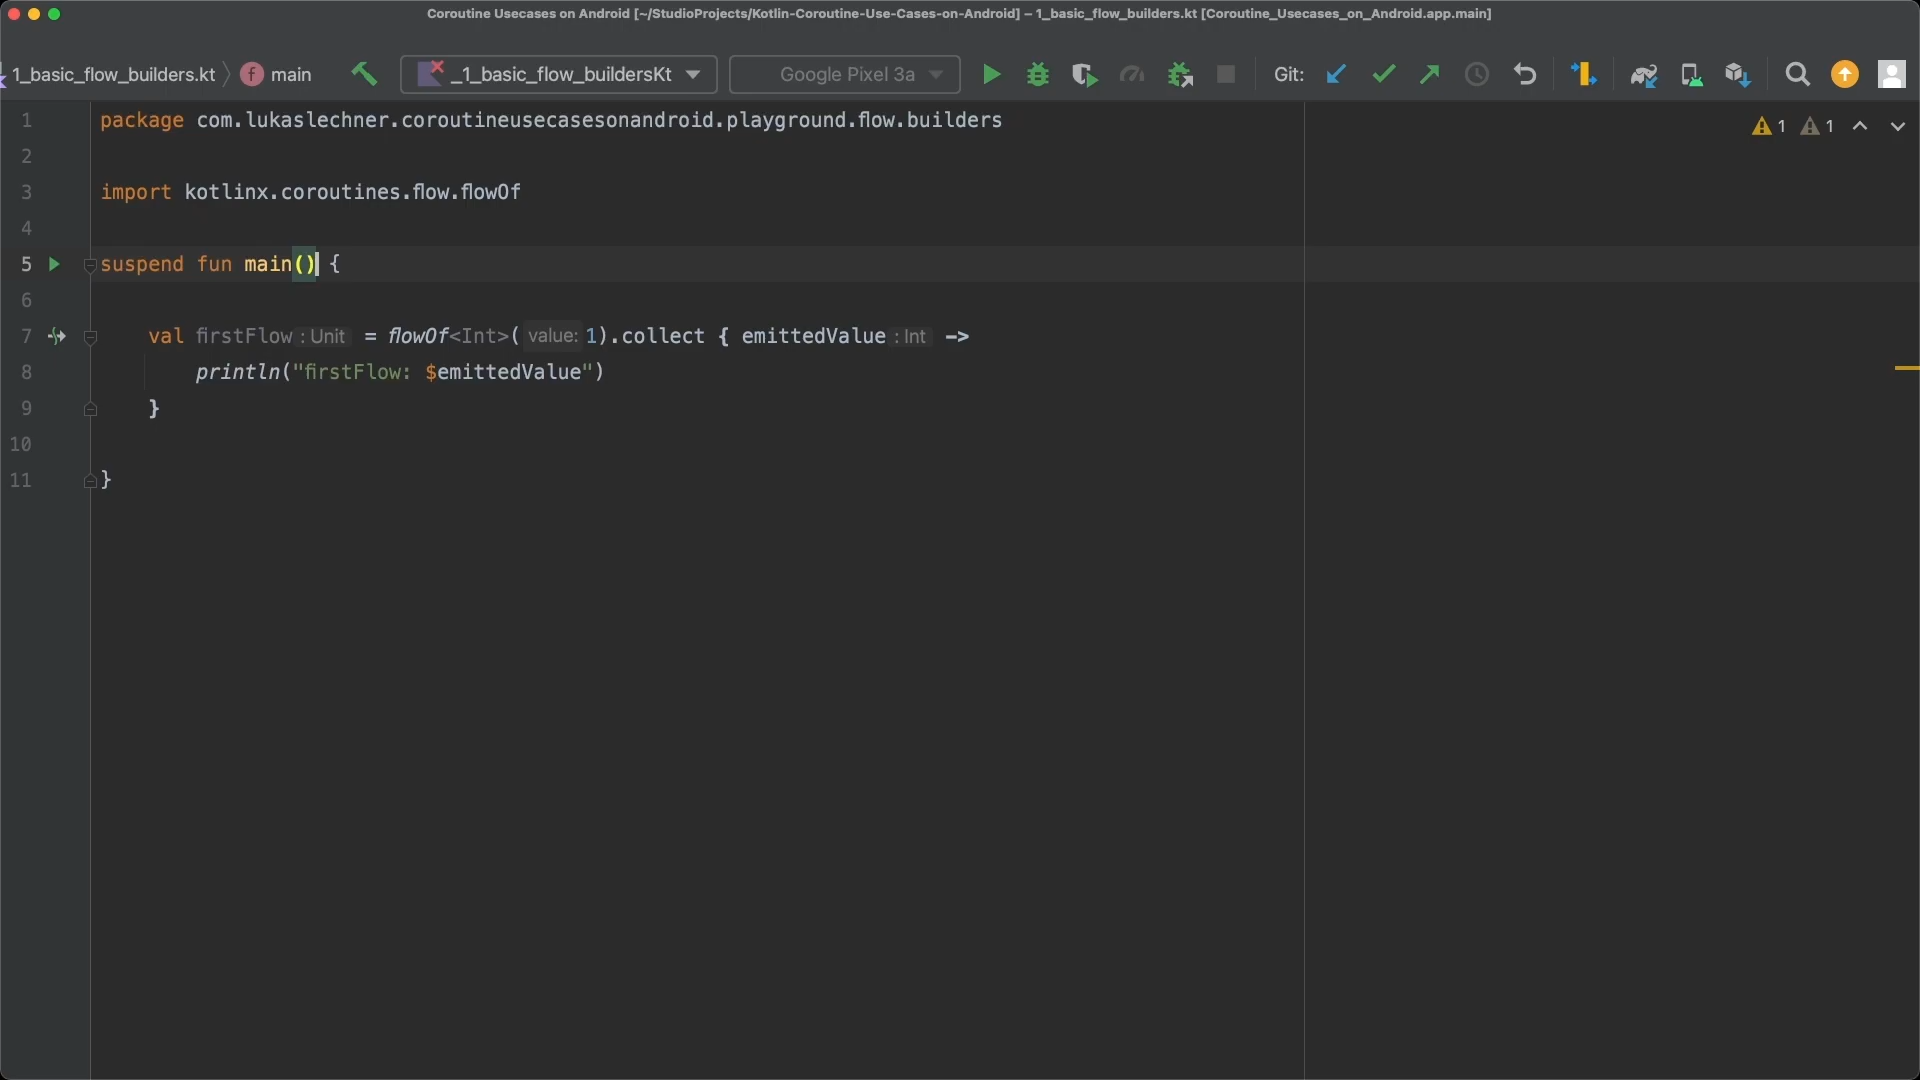 Coroutine Usecases on Android [~/StudioProjects/Kotlin-Coroutine-Use-Cases-on-Android] – 1_basic_flow_builders.kt [Coroutine_Usecases_on_Android.app.main]
1_basic_flow_builders.kt f main _1_basic_flow_buildersKt Google Pixel 3a Git:
1 package com.lukaslechner.coroutineusecasesonandroid.playground.flow.builders 1 1
2
3 import kotlinx.coroutines.flow.flowOf
4
5 suspend fun main() {
6
7 val firstFlow : Unit = flowOf<Int>( value: 1).collect { emittedValue : Int ->
8 println("firstFlow: $emittedValue")
9 }
10
11 }